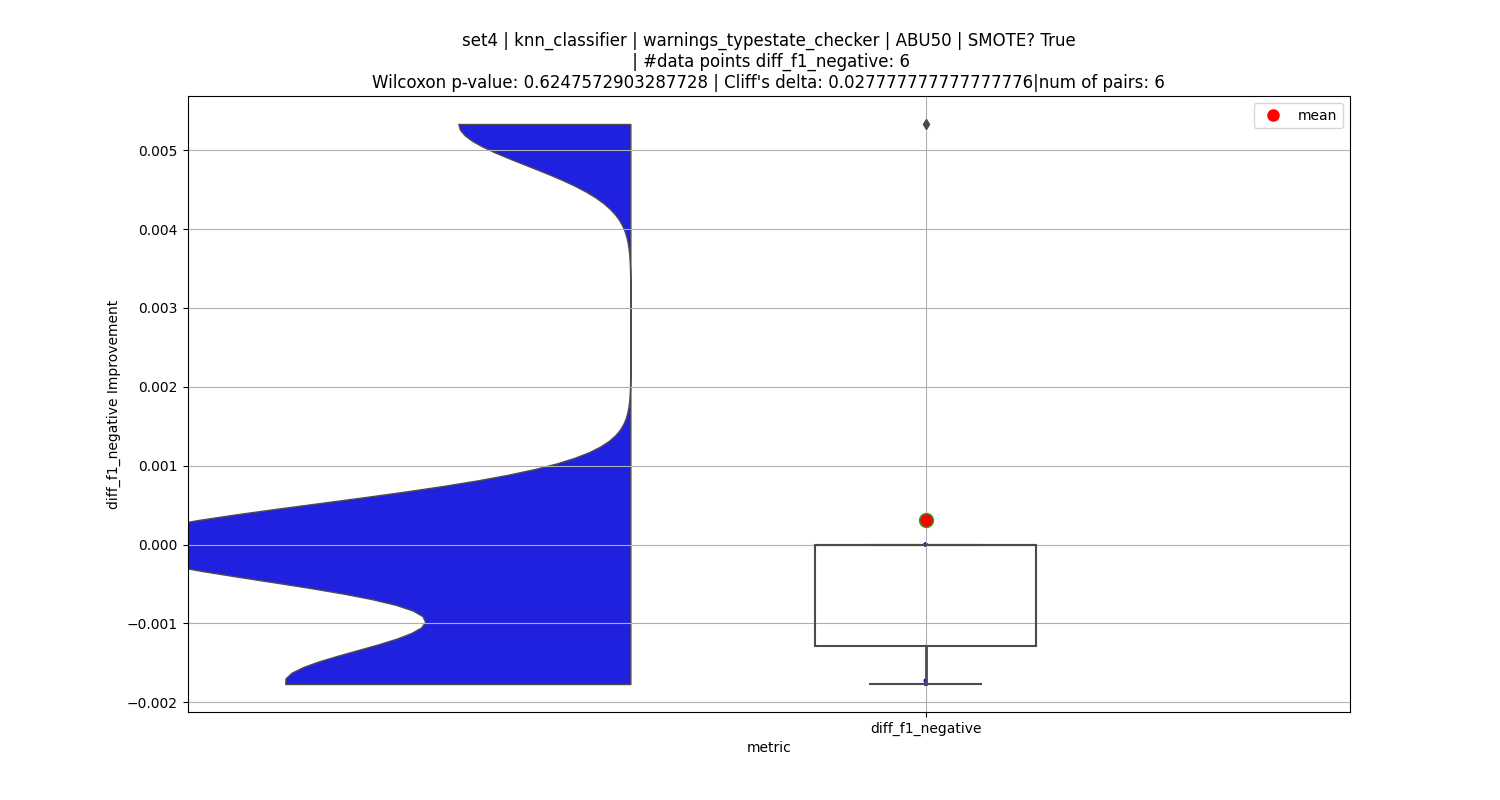 set4 | knn_classifier | warnings_typestate_checker | ABU50 | SMOTE? True
| #data points diff_f1_negative: 6
Wilcoxon p-value: 0.6247572903287728 | Cliff's delta: 0.027777777777777776|num of pairs: 6
mean
0.005
0.004
0.003
0.002
0.001
0.000
−0.001
−0.002
diff_f1_negative Improvement
diff_f1_negative
metric